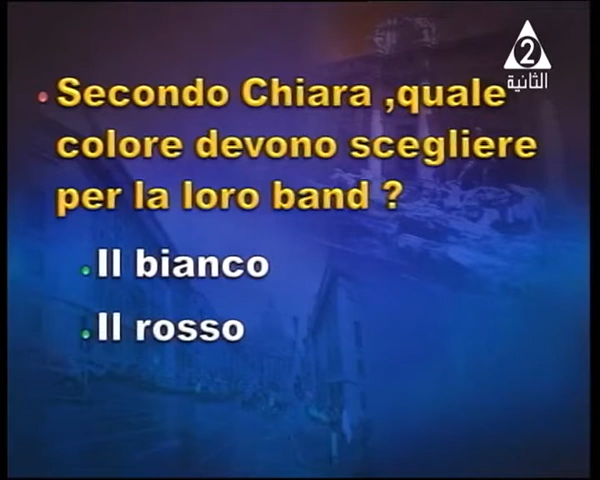 2
الثانية
Secondo Chiara ,quale
colore devono scegliere
per la loro band ?
Il bianco
Il rosso